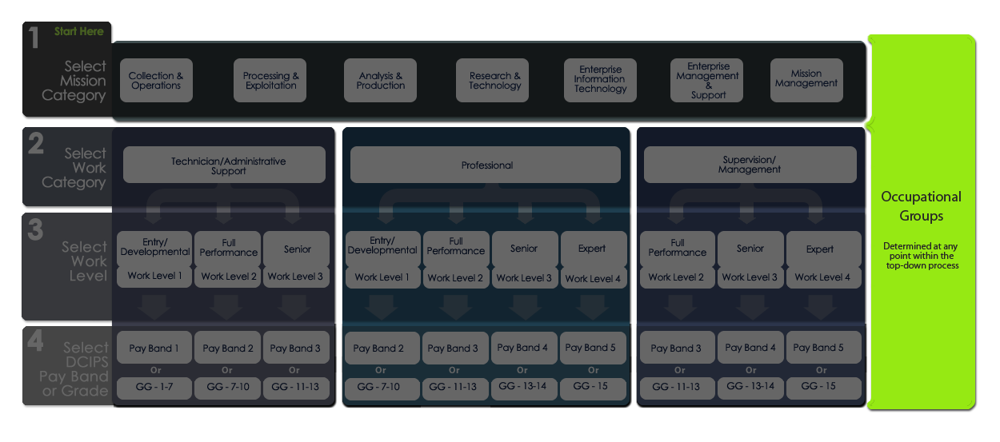 1
Start Here
Select
Mission
Category
Collection &
Operations
Processing &
Exploitation
Analysis &
Production
Research &
Technology
Enterprise
Information
Technology
Enterprise
Management
&
Support
Mission
Management
2
Select
Work
Category
Technician/Administrative
Support
Professional
Supervision/
Management
3
Select
Work
Level
Entry/
Developmental
Work Level 1
Full
Performance
Work Level 2
Senior
Work Level 3
Entry/
Developmental
Work Level 1
Full
Performance
Work Level 2
Senior
Work Level 3
Expert
Work Level 4
Full
Performance
Work Level 2
Senior
Work Level 3
Expert
Work Level 4
4
Select
DCIPS
Pay Band
or Grade
Pay Band 1
Or
GG - 1-7
Pay Band 2
Or
GG - 7-10
Pay Band 3
Or
GG - 11-13
Pay Band 2
Or
GG - 7-10
Pay Band 3
Or
GG - 11-13
Pay Band 4
Or
GG - 13-14
Pay Band 5
Or
GG - 15
Pay Band 3
Or
GG - 11-13
Pay Band 4
Or
GG - 13-14
Pay Band 5
Or
GG - 15
Occupational
Groups
Determined at any
point within the
top-down process